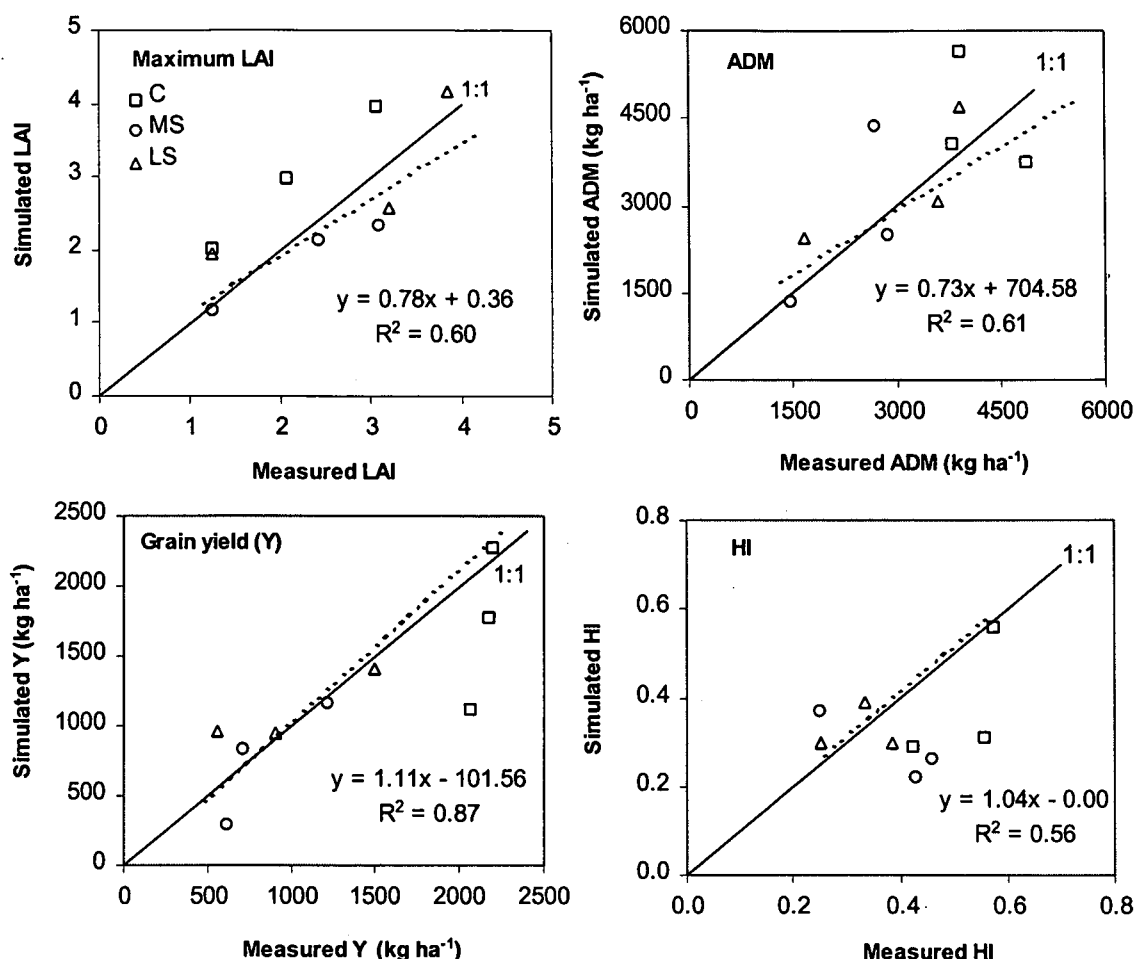 Maximum LAI
C
MS
LS
1:1
y = 0.78x + 0.36
R² = 0.60
5
4
3
2
1
0
0 1 2 3 4 5
Simulated LAI
Measured LAI
ADM
1:1
y = 0.73x + 704.58
R² = 0.61
6000
4500
3000
1500
0
0 1500 3000 4500 6000
Simulated ADM (kg ha⁻¹)
Measured ADM (kg ha⁻¹)
Grain yield (Y)
1:1
y = 1.11x - 101.56
R² = 0.87
2500
2000
1500
1000
500
0
0 500 1000 1500 2000 2500
Simulated Y (kg ha⁻¹)
Measured Y (kg ha⁻¹)
HI
1:1
y = 1.04x - 0.00
R² = 0.56
0.8
0.6
0.4
0.2
0.0
0.0 0.2 0.4 0.6 0.8
Simulated HI
Measured HI